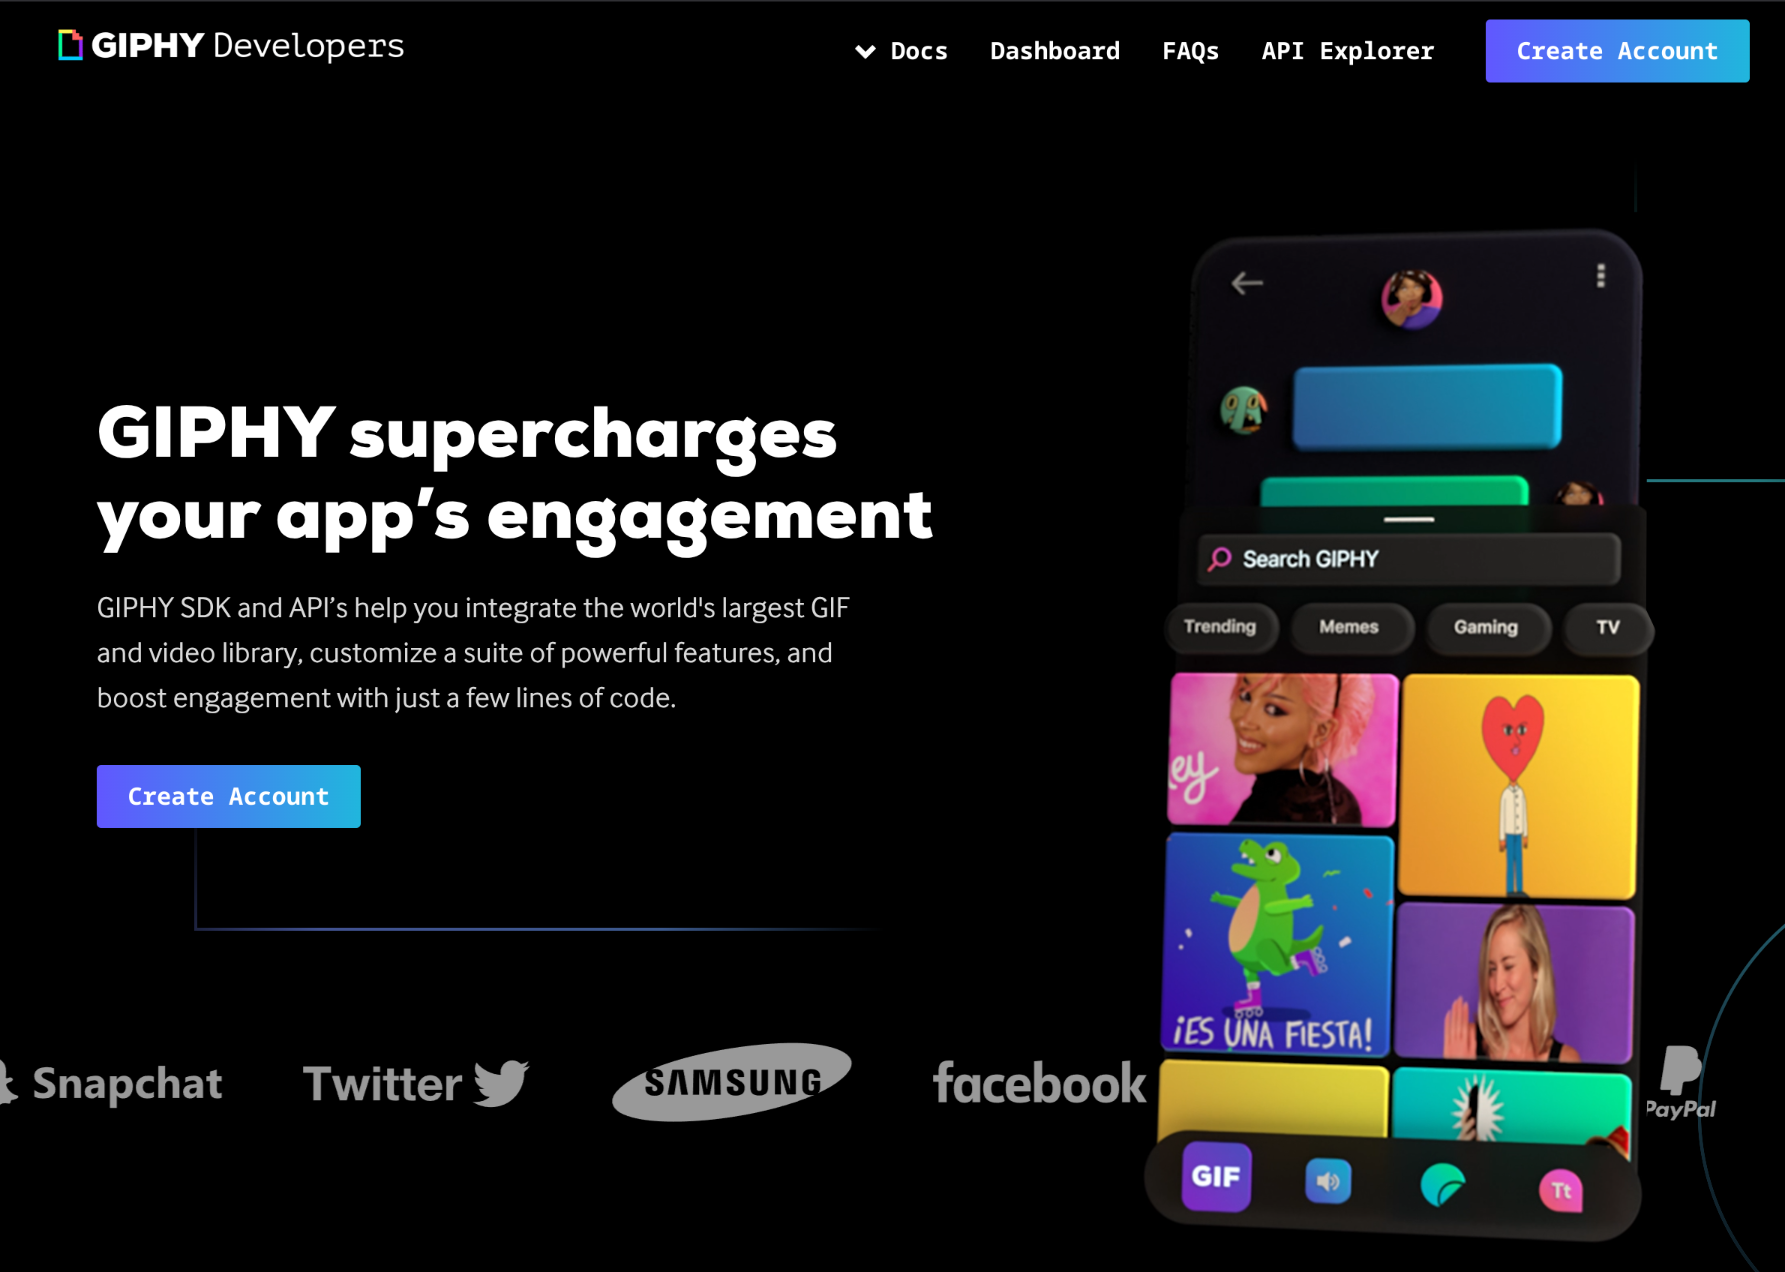 GIPHY Developers
Docs
Dashboard
FAQs
API Explorer
Create Account
GIPHY supercharges
your app’s engagement
GIPHY SDK and API’s help you integrate the world's largest GIF
and video library, customize a suite of powerful features, and
boost engagement with just a few lines of code.
Create Account
Search GIPHY
Trending
Memes
Gaming
TV
ey
¡ES UNA FIESTA!
Snapchat
Twitter
SAMSUNG
facebook
PayPal
GIF
Tt